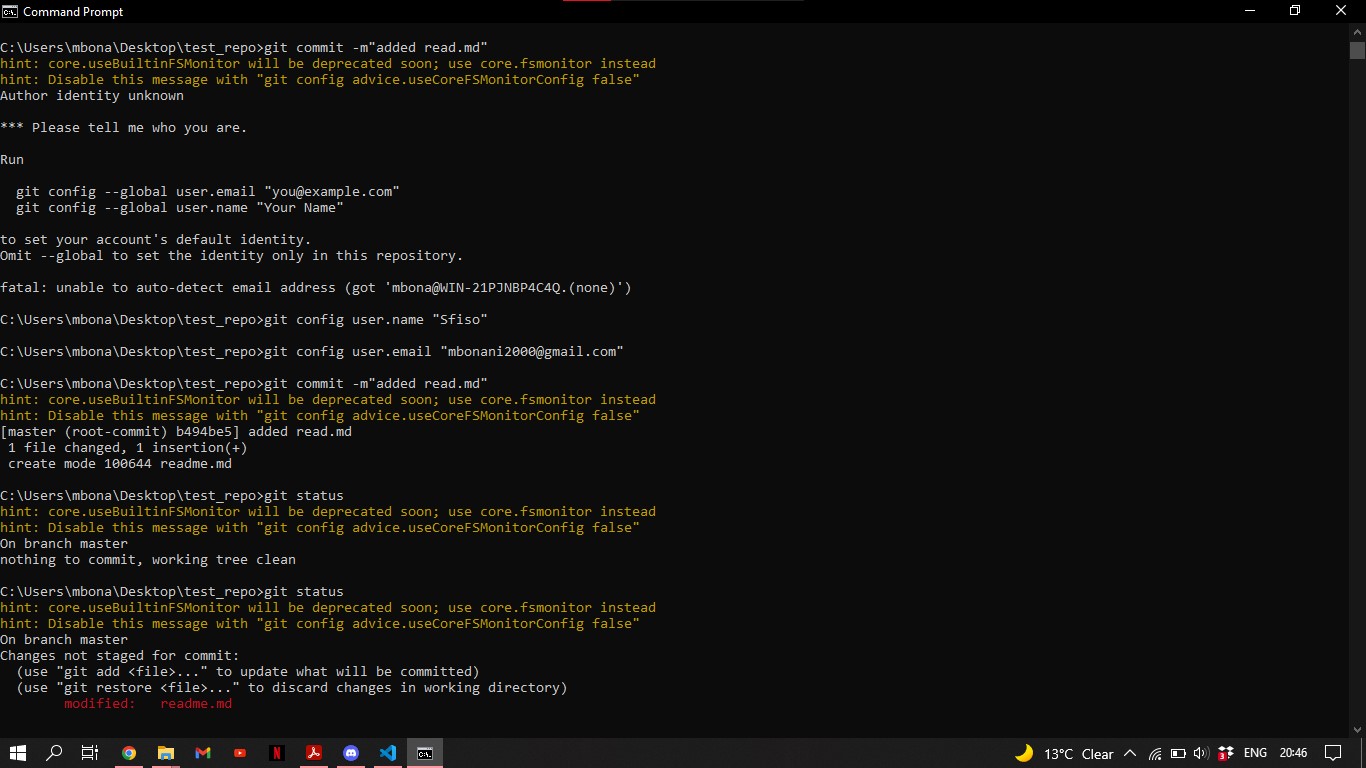 Command Prompt
C:\Users\mbona\Desktop\test_repo>git commit -m"added read.md"
hint: core.useBuiltinFSMonitor will be deprecated soon; use core.fsmonitor instead
hint: Disable this message with "git config advice.useCoreFSMonitorConfig false"
Author identity unknown
*** Please tell me who you are.
Run
git config --global user.email "you@example.com"
git config --global user.name "Your Name"
to set your account's default identity.
Omit --global to set the identity only in this repository.
fatal: unable to auto-detect email address (got 'mbona@WIN-21PJNBP4C4Q.(none)')
C:\Users\mbona\Desktop\test_repo>git config user.name "Sfiso"
C:\Users\mbona\Desktop\test_repo>git config user.email "mbonani2000@gmail.com"
C:\Users\mbona\Desktop\test_repo>git commit -m"added read.md"
hint: core.useBuiltinFSMonitor will be deprecated soon; use core.fsmonitor instead
hint: Disable this message with "git config advice.useCoreFSMonitorConfig false"
[master (root-commit) b494be5] added read.md
1 file changed, 1 insertion(+)
create mode 100644 readme.md
C:\Users\mbona\Desktop\test_repo>git status
hint: core.useBuiltinFSMonitor will be deprecated soon; use core.fsmonitor instead
hint: Disable this message with "git config advice.useCoreFSMonitorConfig false"
On branch master
nothing to commit, working tree clean
C:\Users\mbona\Desktop\test_repo>git status
hint: core.useBuiltinFSMonitor will be deprecated soon; use core.fsmonitor instead
hint: Disable this message with "git config advice.useCoreFSMonitorConfig false"
On branch master
Changes not staged for commit:
(use "git add <file>..." to update what will be committed)
(use "git restore <file>..." to discard changes in working directory)
modified:   readme.md
13°C Clear ENG 20:46